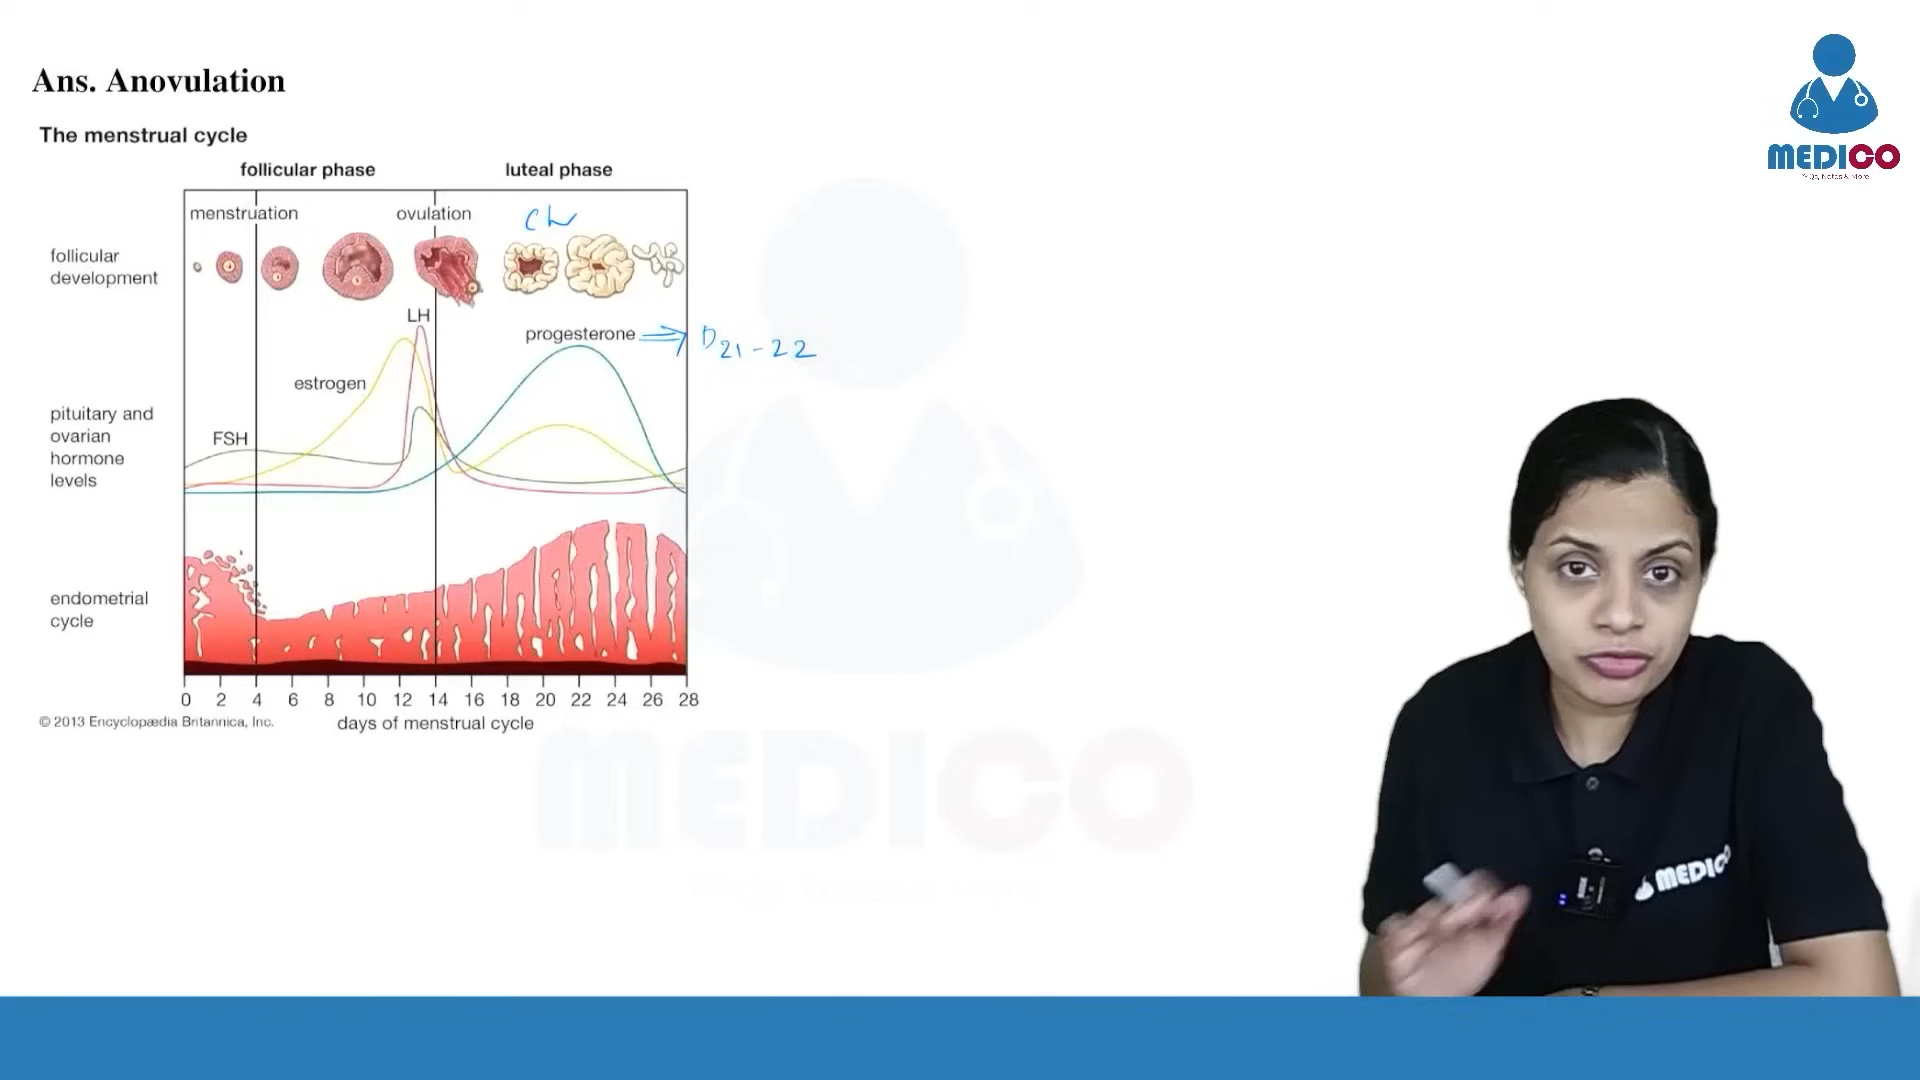 Ans. Anovulation
The menstrual cycle
follicular phase
luteal phase
menstruation
ovulation
CL
follicular
development
LH
progesterone
D21-22
estrogen
pituitary and
ovarian
hormone
levels
FSH
endometrial
cycle
0 2 4 6 8 10 12 14 16 18 20 22 24 26 28
days of menstrual cycle
© 2013 Encyclopædia Britannica, Inc.
MEDICO
MEDICO
MEDICO